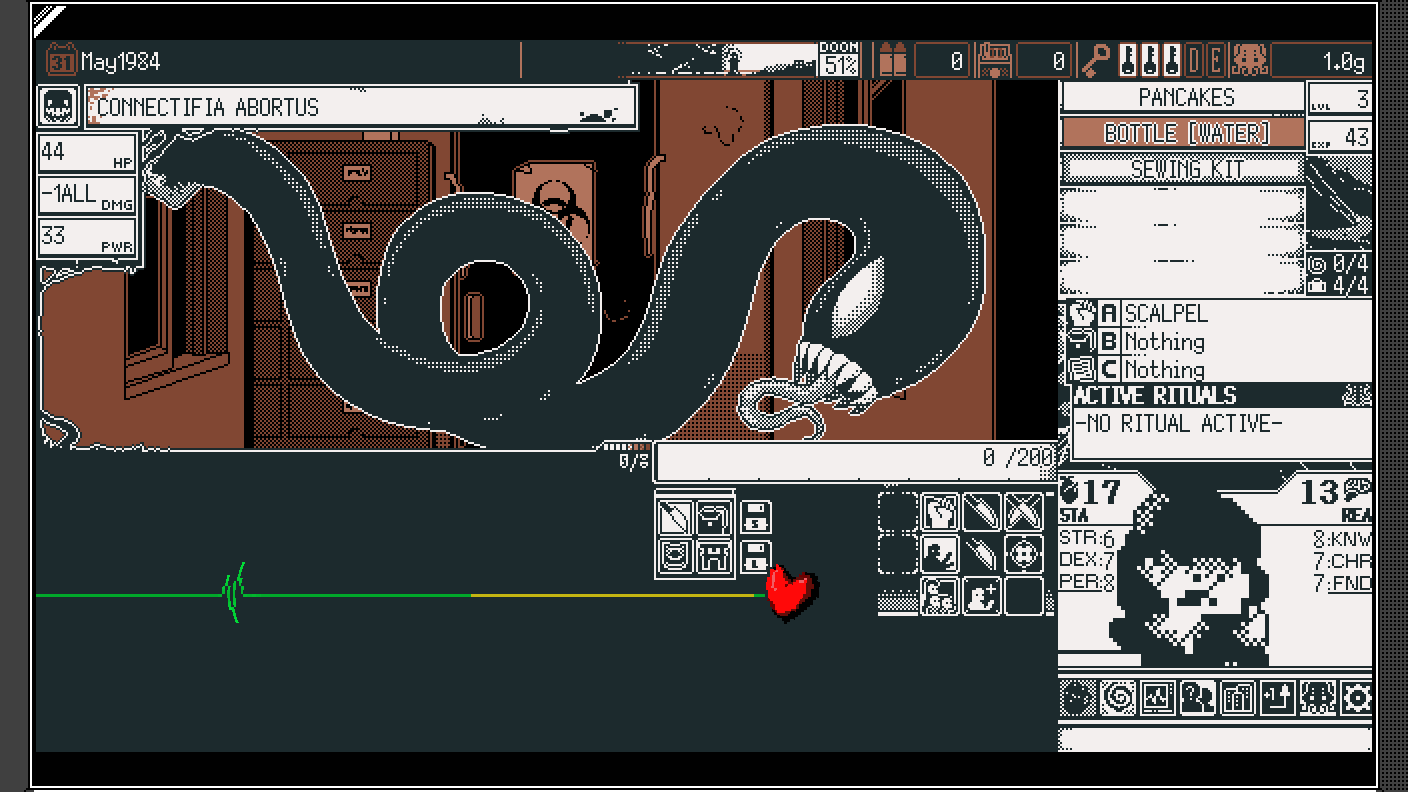 31 May1984
DOOM
51%
0
0
D E
1.0g
CONNECTIFIA ABORTUS
44 HP
-1ALL DMG
33 PWR
PANCAKES
LVL 3
BOTTLE [WATER]
EXP 43
SEWING KIT
0/4
4/4
A SCALPEL
B Nothing
C Nothing
ACTIVE RITUALS
-NO RITUAL ACTIVE-
0/8
0 /200
S
L
17
STA
13
REA
STR:6
DEX:7
PER:8
8:KNW
7:CHR
7:FND